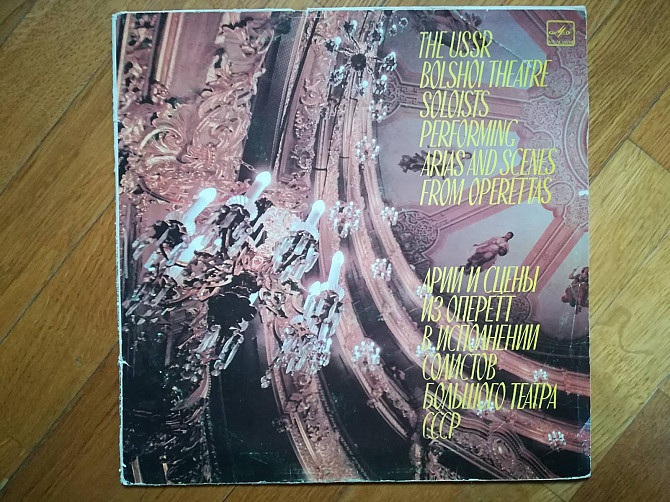 THE USSR
BOLSHOI THEATRE
SOLOISTS
PERFORMING
ARIAS AND SCENES
FROM OPERETTAS
АРИИ И СЦЕНЫ
ИЗ ОПЕРЕТТ
В ИСПОЛНЕНИИ
СОЛИСТОВ
БОЛЬШОГО ТЕАТРА
СССР